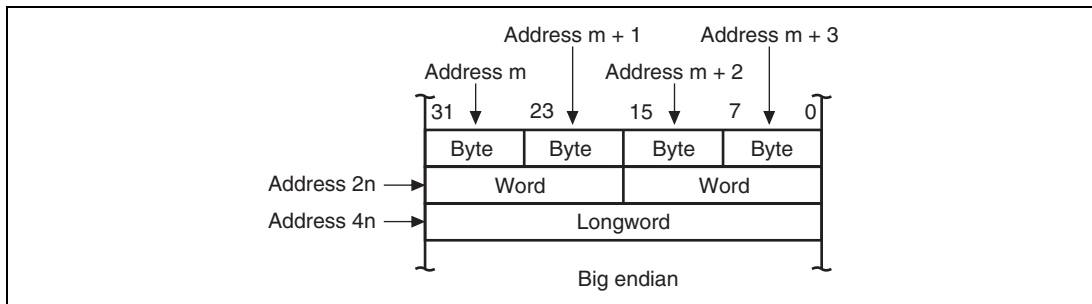 Address m + 1 Address m + 3
Address m Address m + 2
31 23 15 7 0
Byte Byte Byte Byte
Address 2n Word Word
Address 4n Longword
Big endian